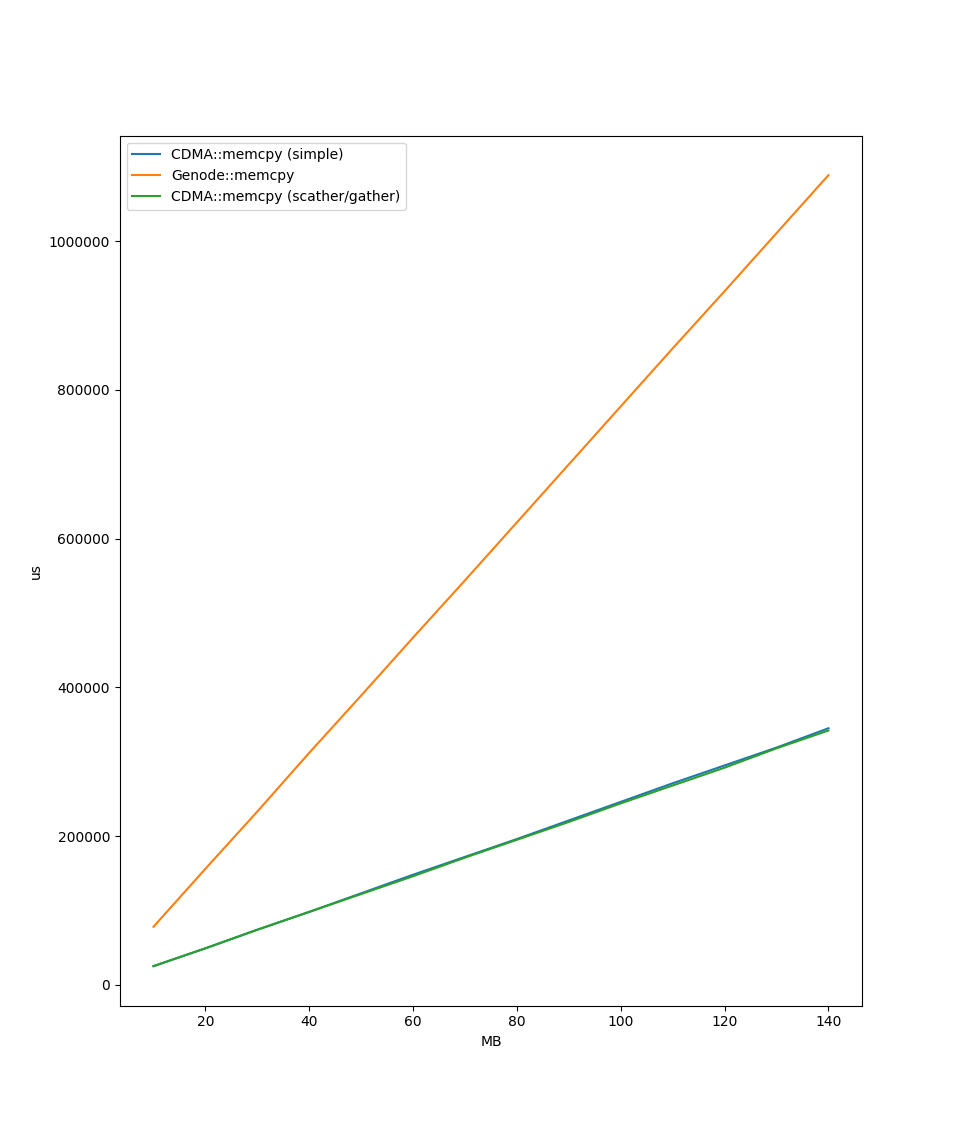 CDMA::memcpy (simple)
Genode::memcpy
CDMA::memcpy (scather/gather)
1000000
800000
600000
400000
200000
0
us
20 40 60 80 100 120 140
MB